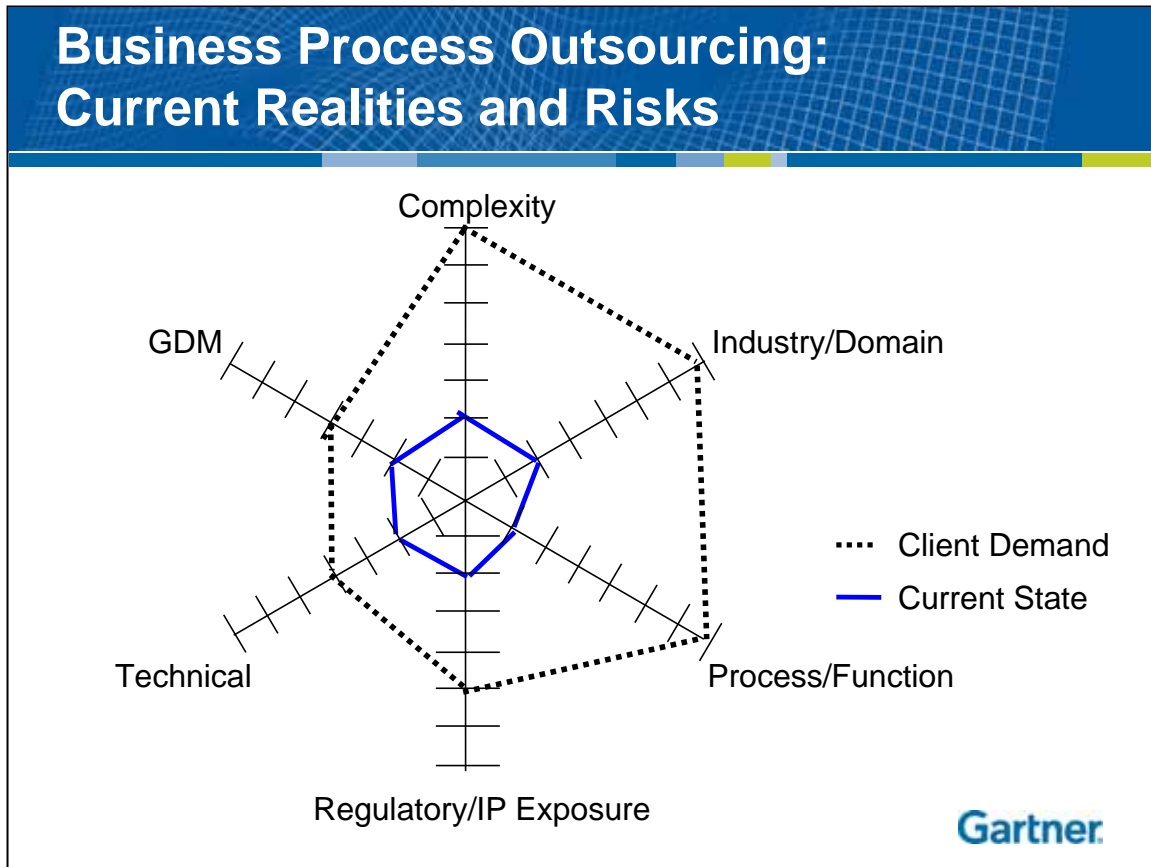 Business Process Outsourcing:
Current Realities and Risks
Complexity
GDM
Industry/Domain
Client Demand
Current State
Technical
Process/Function
Regulatory/IP Exposure
Gartner